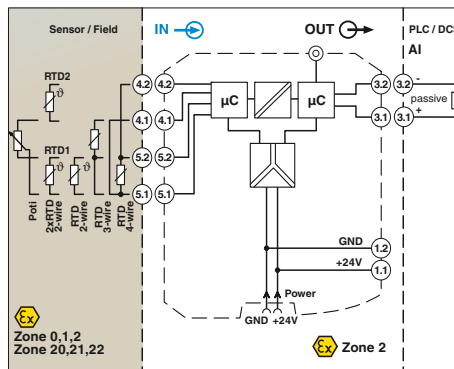 Sensor / Field
IN
OUT
PLC / DCS
AI
RTD2
ϑ
4.2
4.2
µC
µC
3.2
3.2
-
passive
4.1
4.1
3.1
3.1
+
RTD1
ϑ
ϑ
5.2
5.2
5.1
5.1
Poti
2xRTD
2-wire
RTD
2-wire
RTD
3-wire
RTD
4-wire
GND
1.2
+24V
1.1
Power
GND +24V
Ex
Zone 0,1,2
Zone 20,21,22
Ex
Zone 2